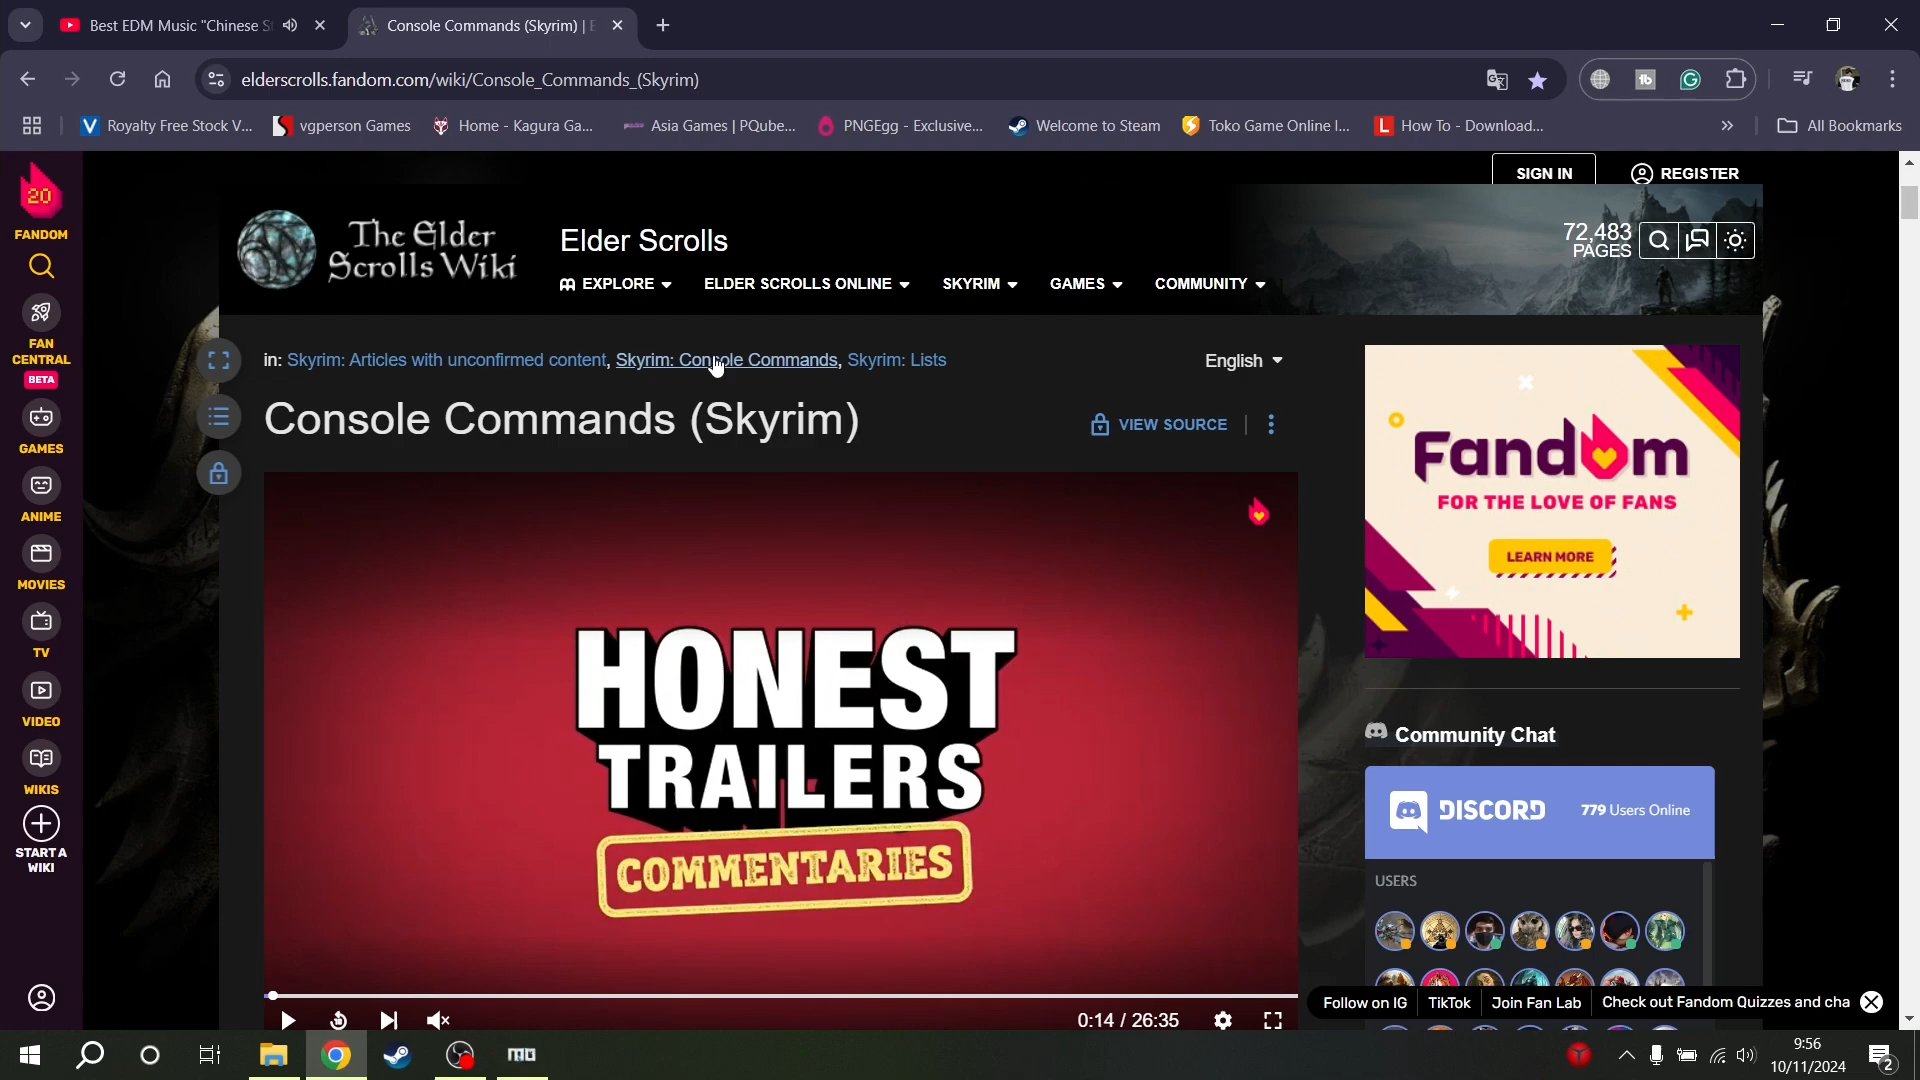 Best EDM Music "Chinese S
Console Commands (Skyrim) | E
elderscrolls.fandom.com/wiki/Console_Commands_(Skyrim)
Royalty Free Stock V...
vgperson Games
Home - Kagura Ga...
Asia Games | PQube...
PNGEgg - Exclusive...
Welcome to Steam
Toko Game Online I...
How To - Download...
»
All Bookmarks
SIGN IN
REGISTER
20
FANDOM
FAN
CENTRAL
BETA
GAMES
ANIME
MOVIES
TV
VIDEO
WIKIS
START A
WIKI
The Elder
Scrolls Wiki
Elder Scrolls
72,483
PAGES
EXPLORE
ELDER SCROLLS ONLINE
SKYRIM
GAMES
COMMUNITY
in: Skyrim: Articles with unconfirmed content, Skyrim: Console Commands, Skyrim: Lists
English
Console Commands (Skyrim)
VIEW SOURCE
HONEST
TRAILERS
COMMENTARIES
0:14 / 26:35
Fandom
FOR THE LOVE OF FANS
LEARN MORE
Community Chat
DISCORD
779 Users Online
USERS
Follow on IG
TikTok
Join Fan Lab
Check out Fandom Quizzes and cha
9:56
10/11/2024
2